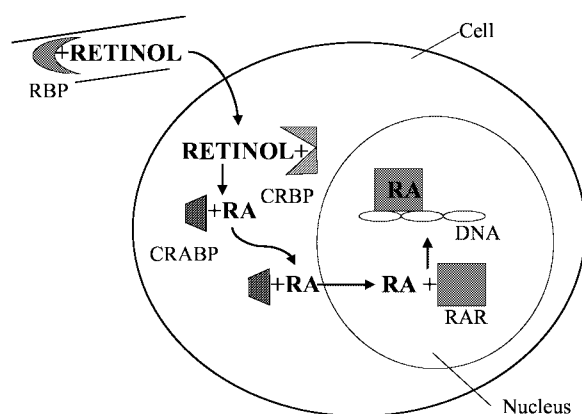 Cell
+RETINOL
RBP
RETINOL+
CRBP
+RA
CRABP
RA
DNA
+RA
RA +
RAR
Nucleus